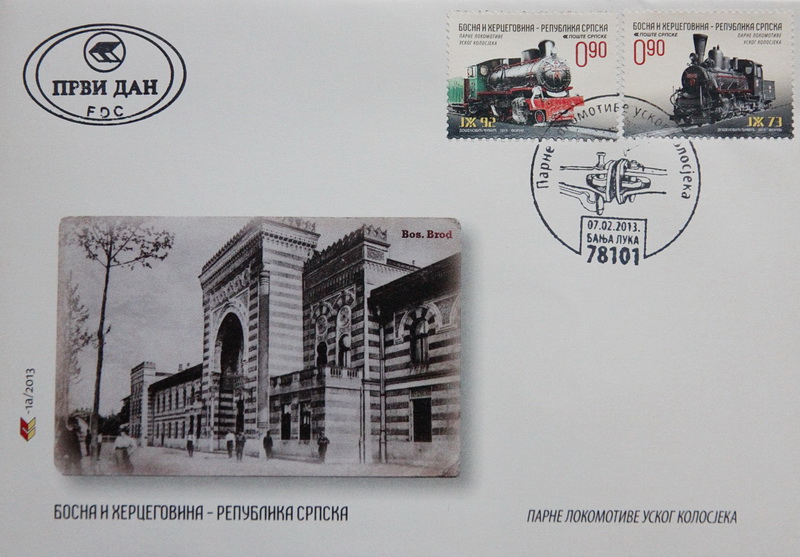 ПРВИ ДАН
FDC
БОСНА И ХЕРЦЕГОВИНА - РЕПУБЛИКА СРПСКА
ПОШТЕ СРПСКЕ
ПАРНЕ ЛОКОМОТИВЕ
УСКОГ КОЛОСЈЕКА
0,90
ЈЖ 92
БОСНА И ХЕРЦЕГОВИНА - РЕПУБЛИКА СРПСКА
ПОШТЕ СРПСКЕ
ПАРНЕ ЛОКОМОТИВЕ
УСКОГ КОЛОСЈЕКА
0,90
ЈЖ 73
Парне локомотиве уског колосјека
07.02.2013.
БАЊА ЛУКА
78101
Bos. Brod
-1a/2013
БОСНА И ХЕРЦЕГОВИНА - РЕПУБЛИКА СРПСКА
ПАРНЕ ЛОКОМОТИВЕ УСКОГ КОЛОСЈЕКА